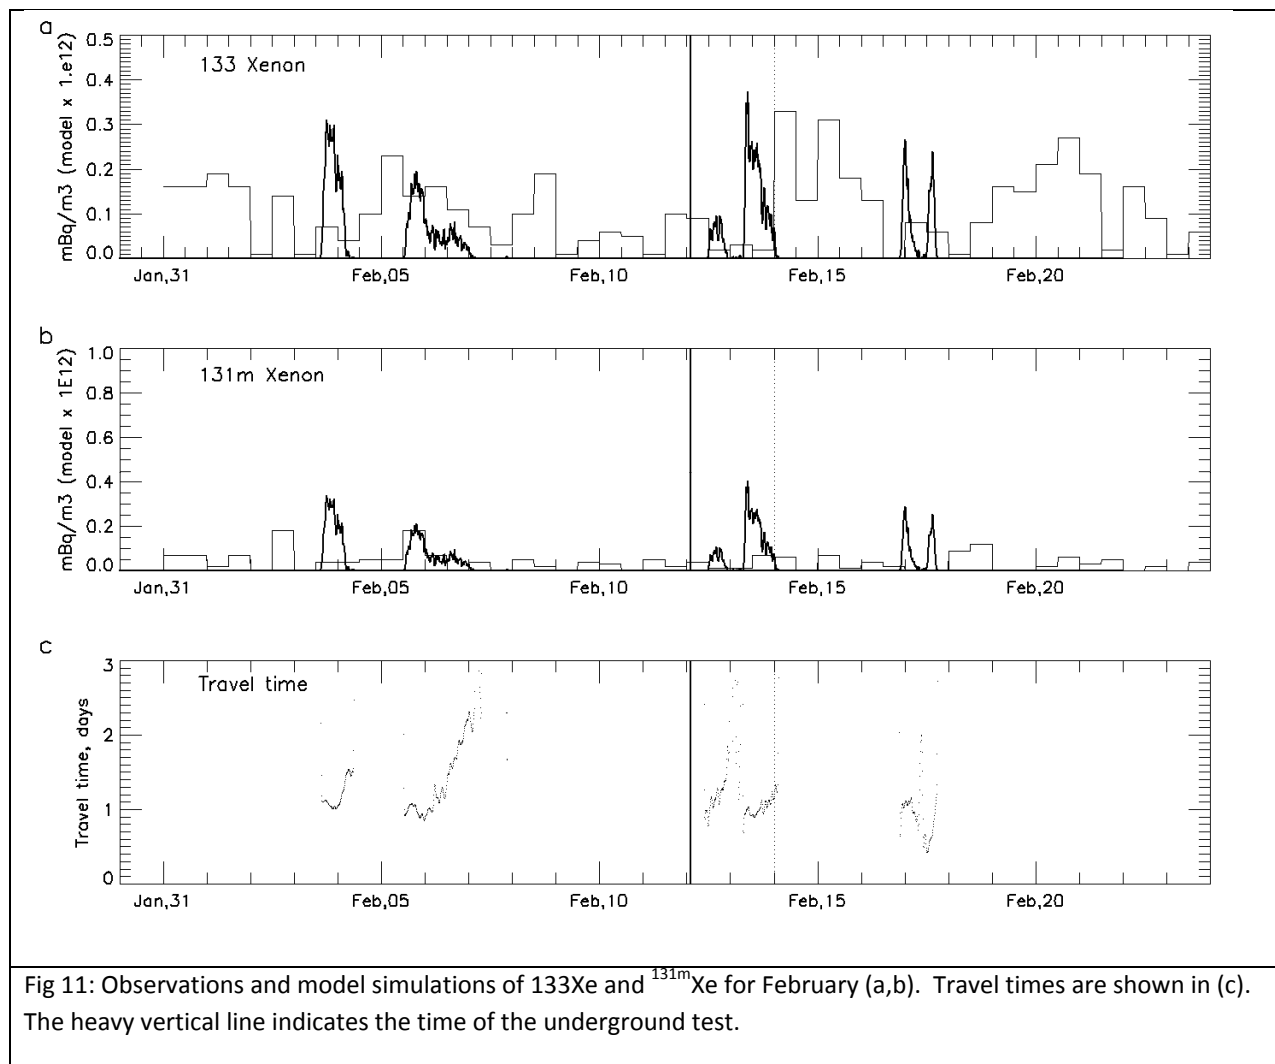 a
0.5
0.4
0.3
0.2
0.1
0.0
mBq/m3 (model x 1.e12)
133 Xenon
Jan,31 Feb,05 Feb,10 Feb,15 Feb,20
b
1.0
0.8
0.6
0.4
0.2
0.0
mBq/m3 (model x 1E12)
131m Xenon
Jan,31 Feb,05 Feb,10 Feb,15 Feb,20
c
3
2
1
0
Travel time, days
Travel time
Jan,31 Feb,05 Feb,10 Feb,15 Feb,20
Fig 11: Observations and model simulations of 133Xe and 131mXe for February (a,b). Travel times are shown in (c).
The heavy vertical line indicates the time of the underground test.